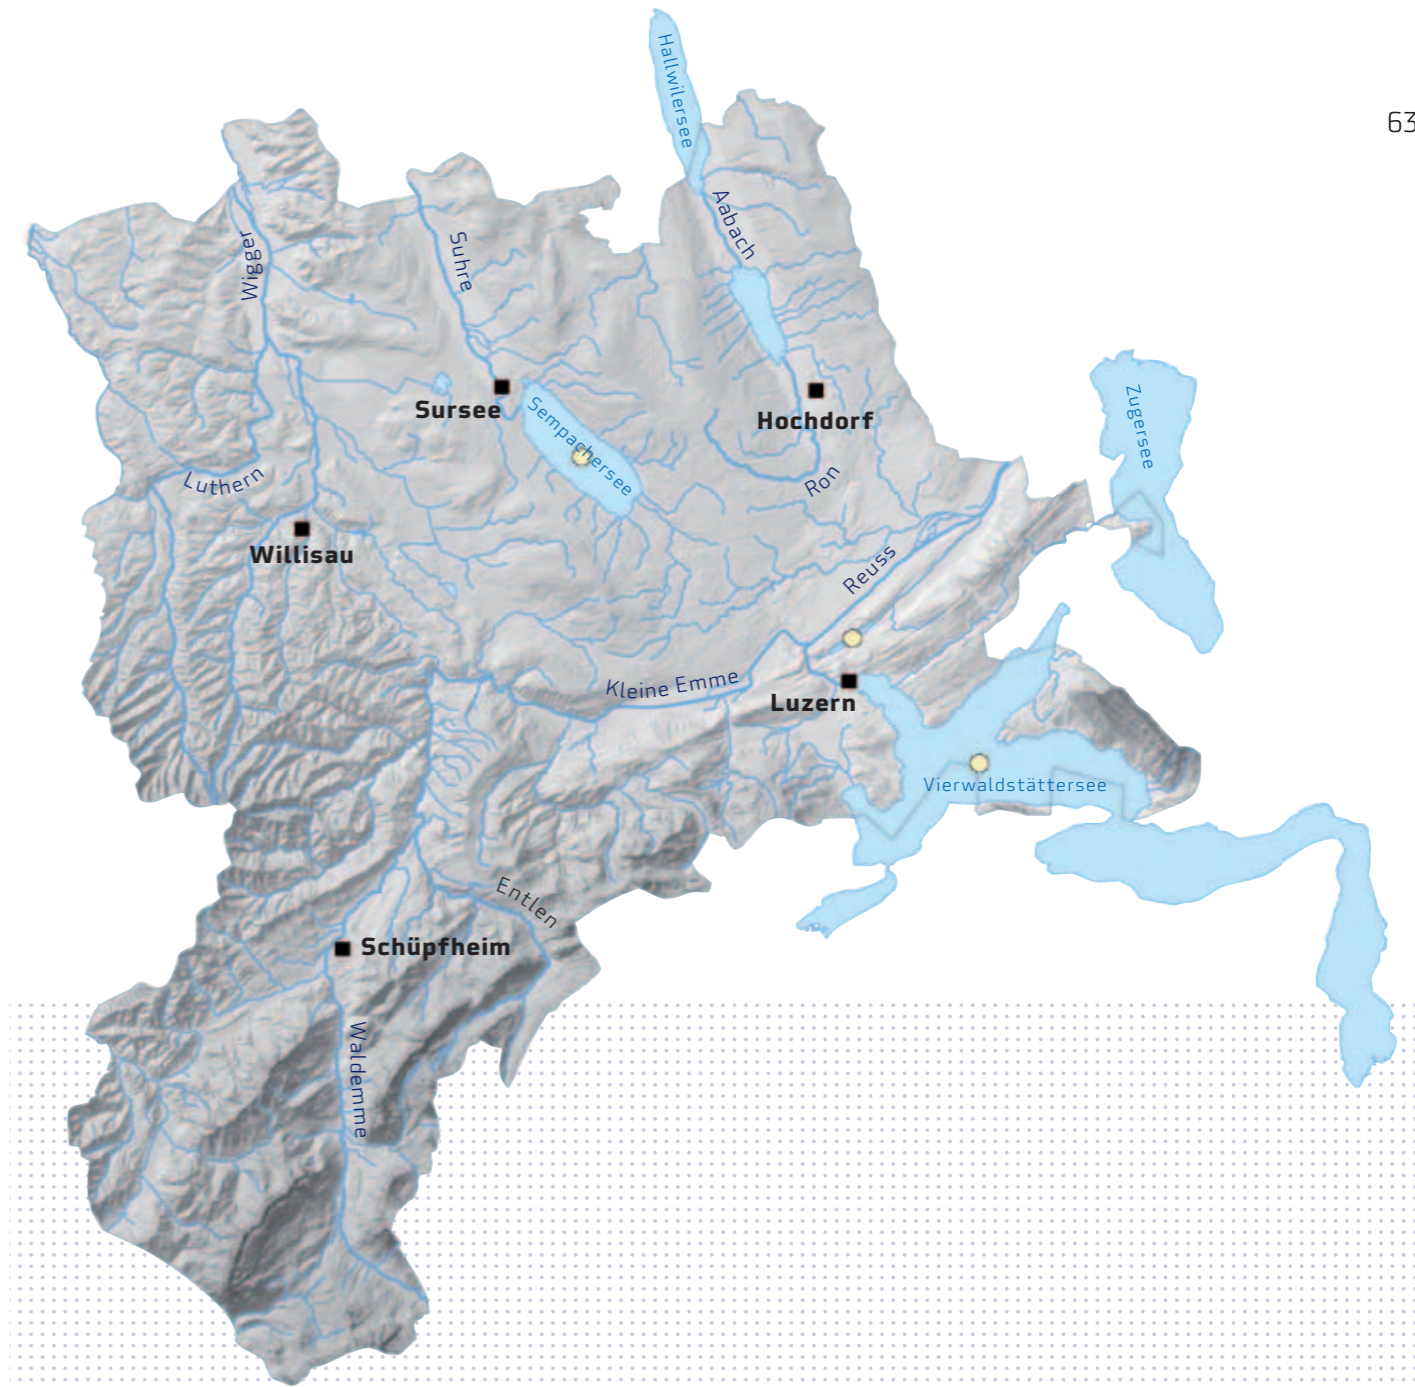 Hallwilersee
63
Aabach
Wigger
Suhre
Zugersee
Sursee
Sempachersee
Hochdorf
Luthern
Ron
Willisau
Reuss
Kleine Emme
Luzern
Vierwaldstättersee
Entlen
Schüpfheim
Waldemme